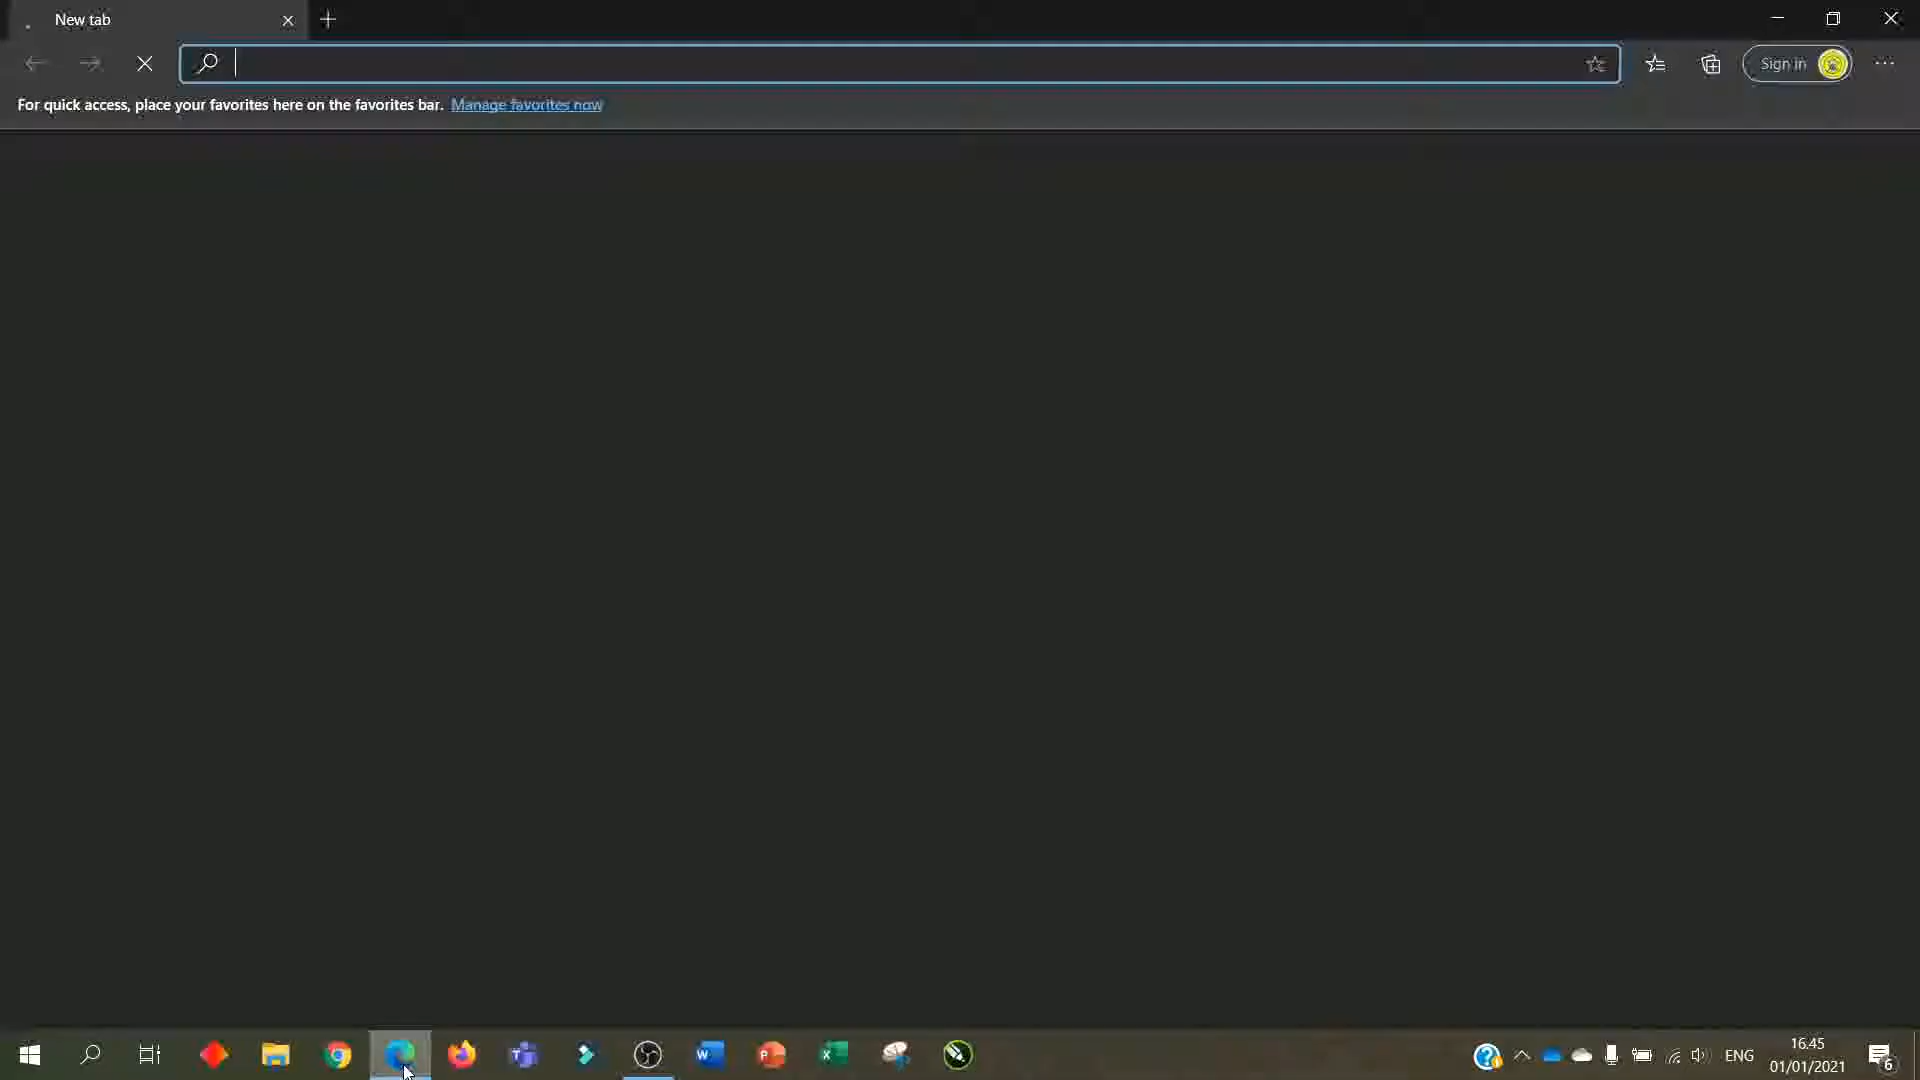 New tab
Sign in
For quick access, place your favorites here on the favorites bar. Manage favorites now
ENG
16.45
01/01/2021
6